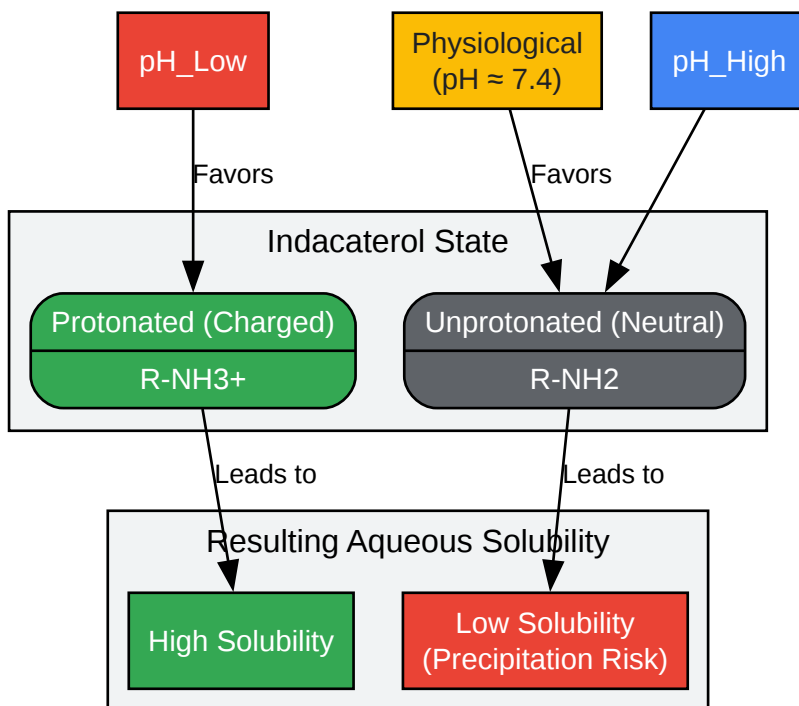 pH_Low
Physiological
(pH ≈ 7.4)
pH_High
Favors
Favors
Indacaterol State
Protonated (Charged)
R-NH3+
Unprotonated (Neutral)
R-NH2
Leads to
Leads to
Resulting Aqueous Solubility
High Solubility
Low Solubility
(Precipitation Risk)